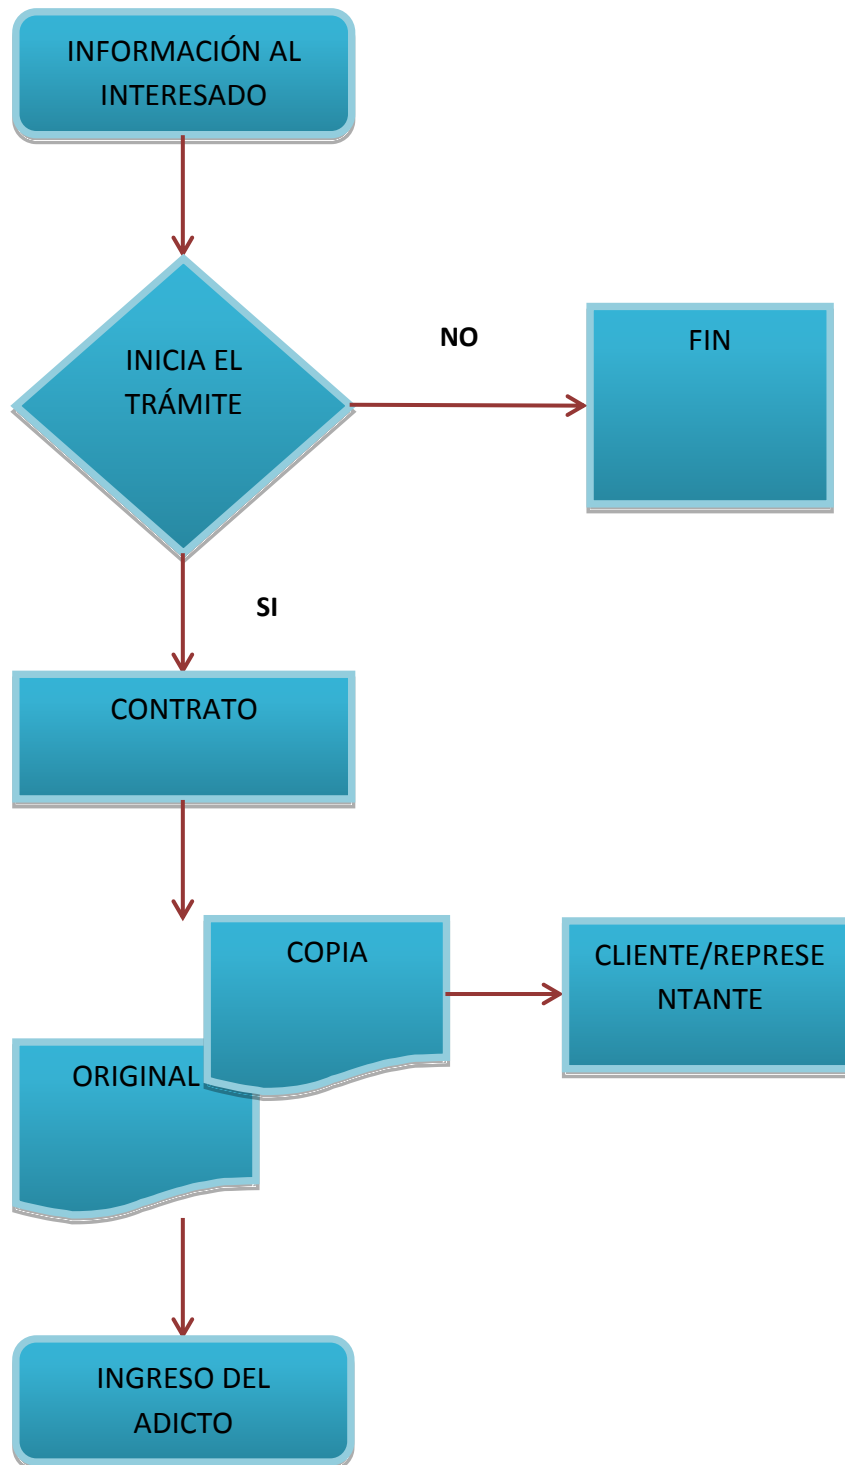 INFORMACIÓN AL
INTERESADO
INICIA EL
TRÁMITE
NO
FIN
SI
CONTRATO
COPIA
CLIENTE/REPRESE
NTANTE
ORIGINAL
INGRESO DEL
ADICTO